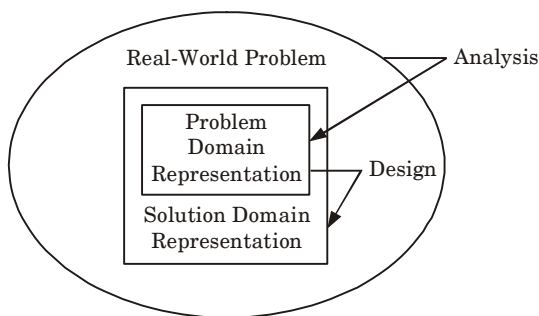 Real-World Problem
Analysis
Problem
Domain
Representation
Design
Solution Domain
Representation